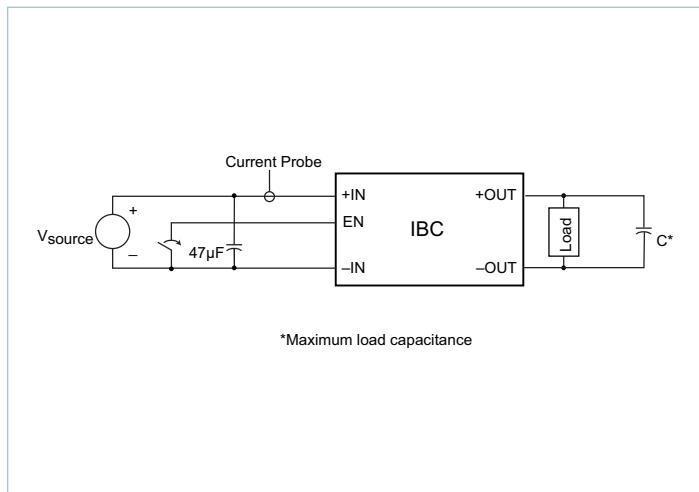 Current Probe
+IN
+OUT
+
EN
IBC
Vsource
Load
47µF
C*
–
–IN
–OUT
*Maximum load capacitance